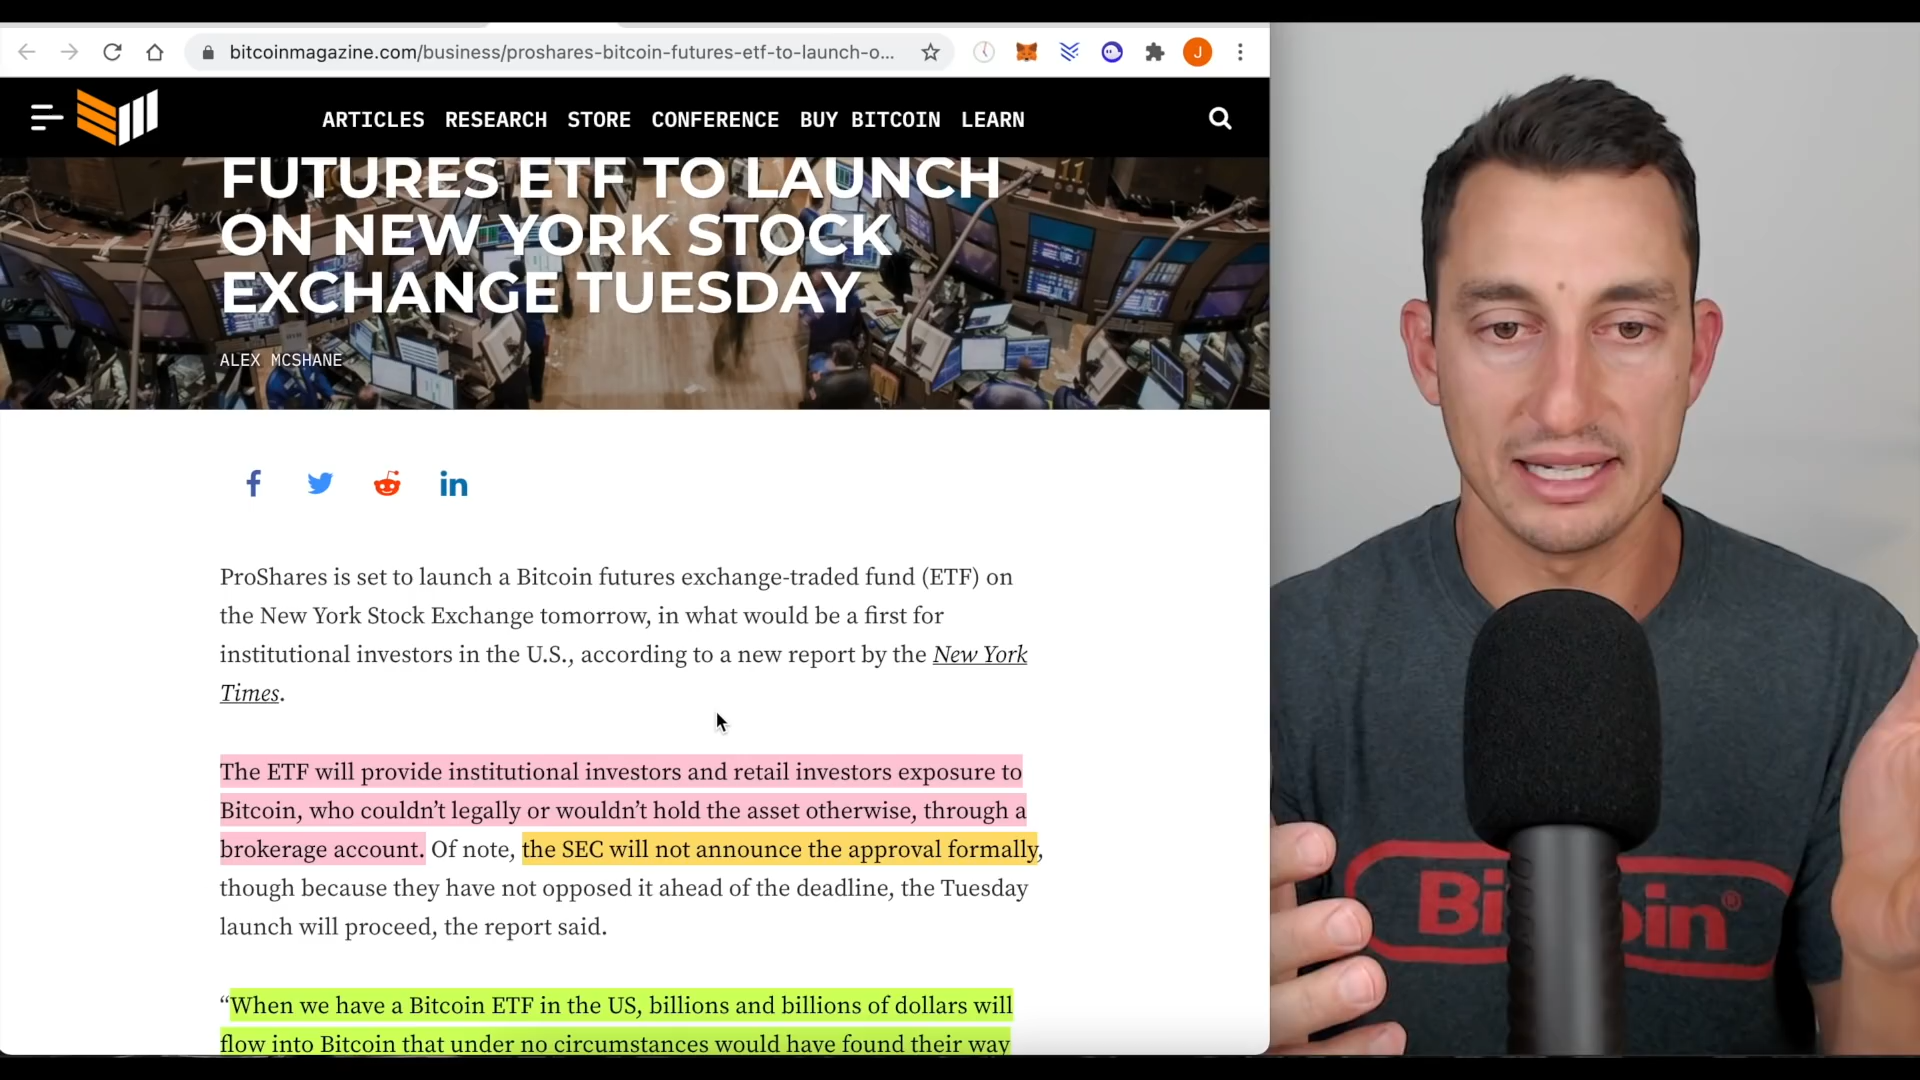 bitcoinmagazine.com/business/proshares-bitcoin-futures-etf-to-launch-o...
J
ARTICLES RESEARCH STORE CONFERENCE BUY BITCOIN LEARN
FUTURES ETF TO LAUNCH
ON NEW YORK STOCK
EXCHANGE TUESDAY
ALEX MCSHANE
ProShares is set to launch a Bitcoin futures exchange-traded fund (ETF) on
the New York Stock Exchange tomorrow, in what would be a first for
institutional investors in the U.S., according to a new report by the New York
Times.
The ETF will provide institutional investors and retail investors exposure to
Bitcoin, who couldn’t legally or wouldn’t hold the asset otherwise, through a
brokerage account. Of note, the SEC will not announce the approval formally,
though because they have not opposed it ahead of the deadline, the Tuesday
launch will proceed, the report said.
“When we have a Bitcoin ETF in the US, billions and billions of dollars will
flow into Bitcoin that under no circumstances would have found their way
Bi oin®